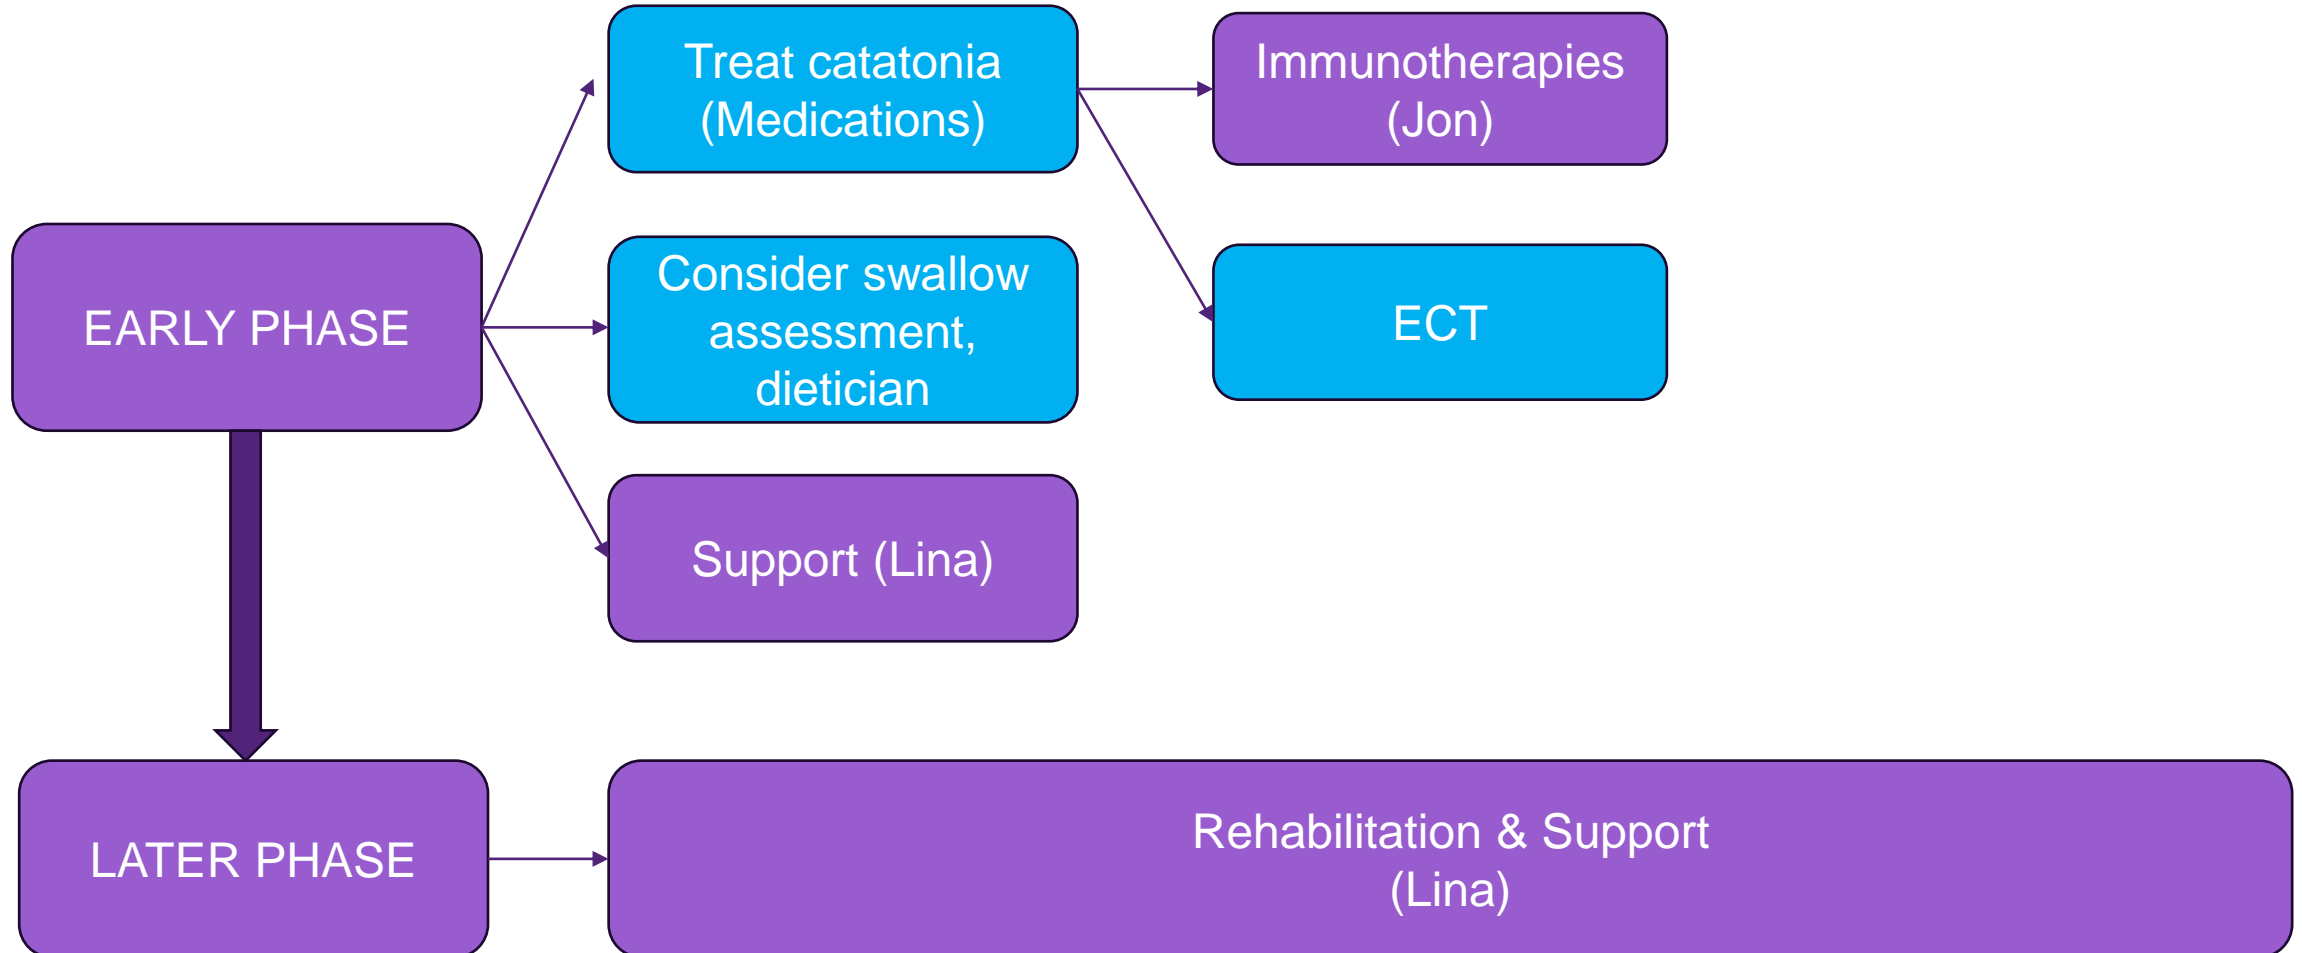 Treat catatonia
(Medications)
Immunotherapies
(Jon)
EARLY PHASE
Consider swallow
assessment,
dietician
ECT
Support (Lina)
LATER PHASE
Rehabilitation & Support
(Lina)